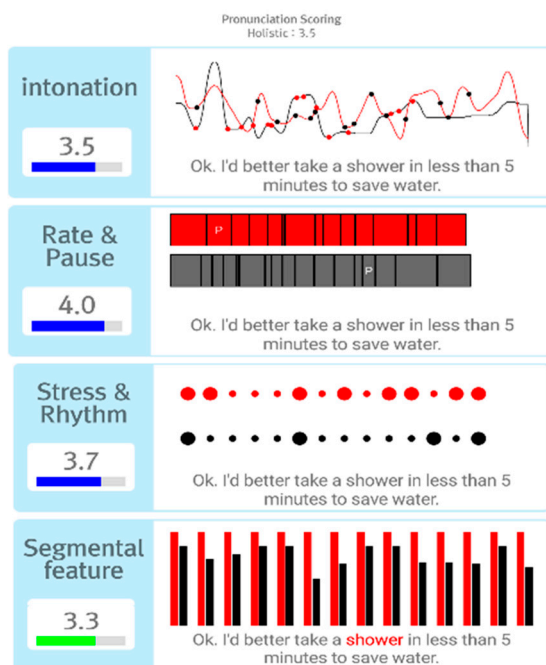 Pronunciation Scoring
Holistic : 3.5
intonation
3.5
Ok. I'd better take a shower in less than 5
minutes to save water.
Rate &
Pause
4.0
P
P
Ok. I'd better take a shower in less than 5
minutes to save water.
Stress &
Rhythm
3.7
Ok. I'd better take a shower in less than 5
minutes to save water.
Segmental
feature
3.3
Ok. I'd better take a shower in less than 5
minutes to save water.